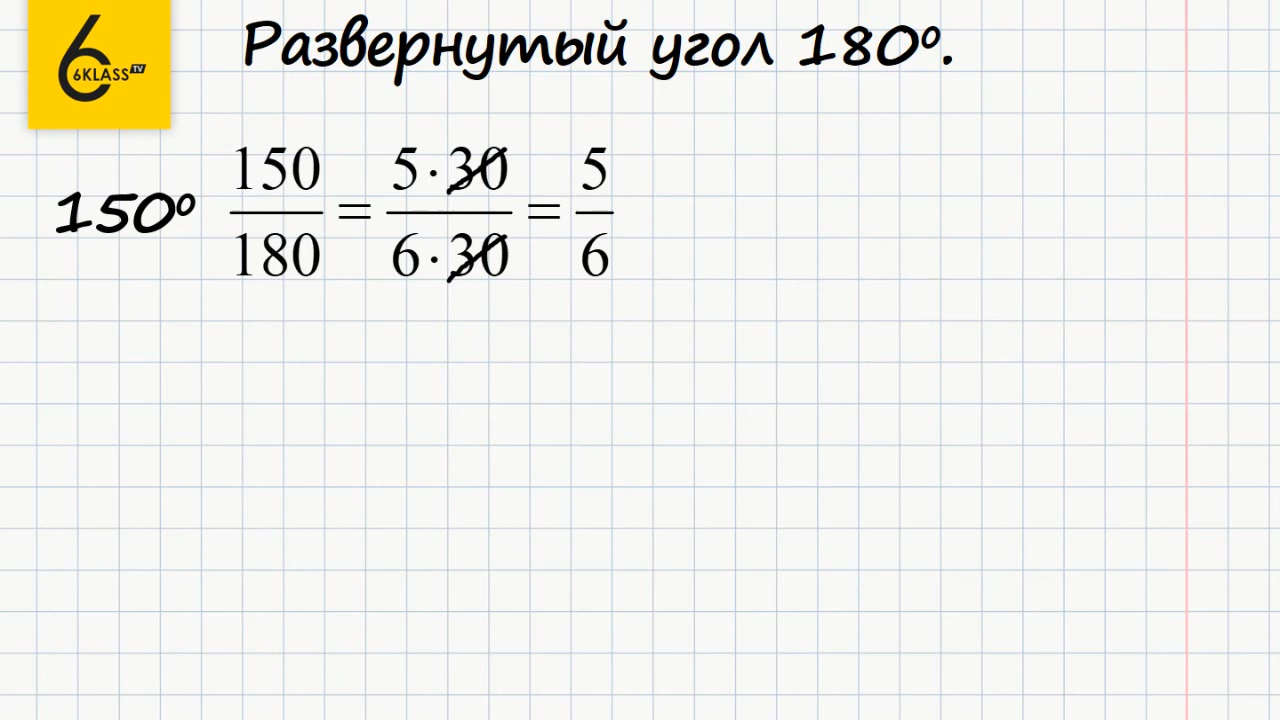 6KLASS TV
Развернутый угол 180°.
150° 150/180 = 5·30/6·30 = 5/6